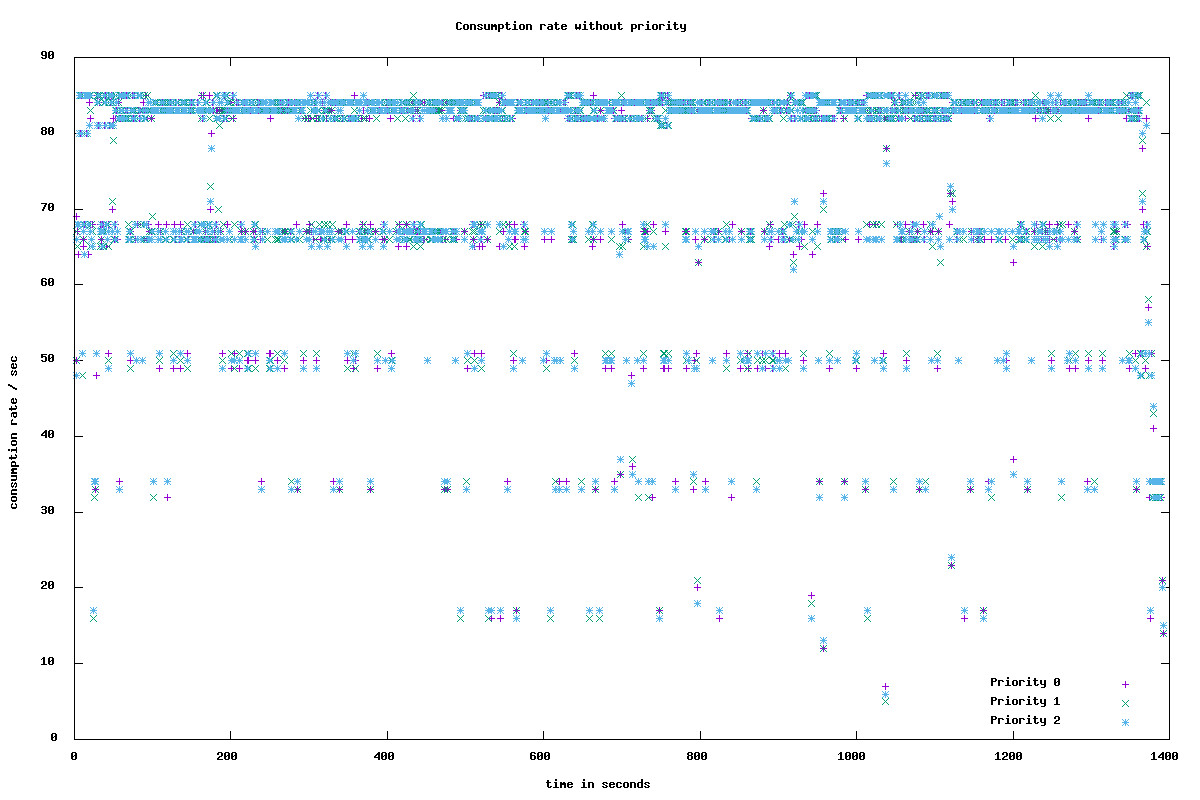 Consumption rate without priority
90
80
70
60
50
40
30
20
10
0
consumption rate / sec
Priority 0
Priority 1
Priority 2
0 200 400 600 800 1000 1200 1400
time in seconds